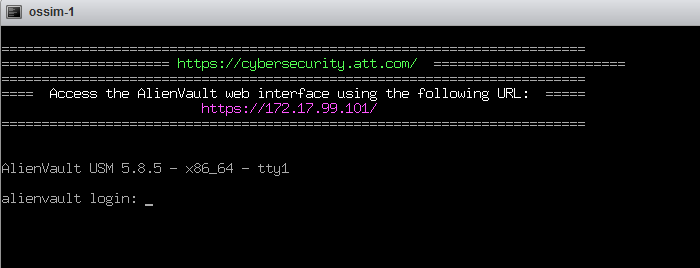 ossim-1
=========================================================================
===================== https://cybersecurity.att.com/ ========================
=========================================================================
==== Access the AlienVault web interface using the following URL: =====
https://172.17.99.101/
=========================================================================
AlienVault USM 5.8.5 - x86_64 - tty1
alienvault login: _